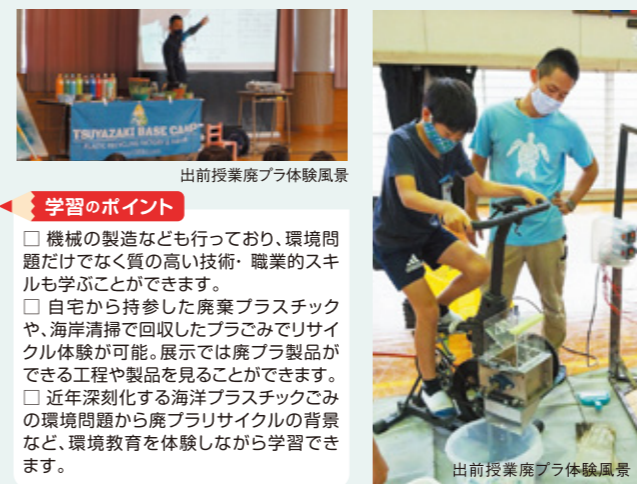 TSUYAZAKI BASE CAMP
出前授業廃プラ体験風景
学習のポイント
□ 機械の製造なども行っており、環境問
題だけでなく質の高い技術・ 職業的スキ
ルも学ぶことができます。
□ 自宅から持参した廃棄プラスチック
や、海岸清掃で回収したプラごみでリサイ
クル体験が可能。展示では廃プラ製品が
できる工程や製品を見ることができます。
□ 近年深刻化する海洋プラスチックごみ
の環境問題から廃プラリサイクルの背景
など、環境教育を体験しながら学習でき
ます。
出前授業廃プラ体験風景